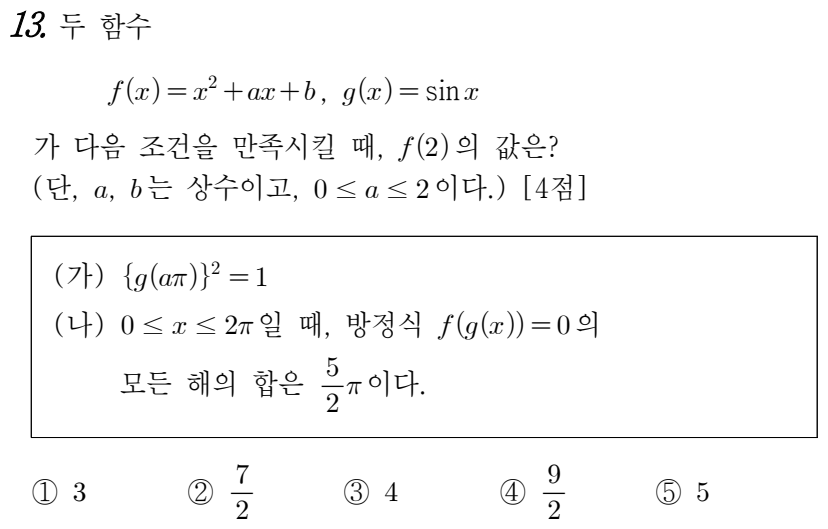 13. 두 함수
f(x)=x²+ax+b, g(x)=sin x
가 다음 조건을 만족시킬 때, f(2)의 값은?
(단, a, b는 상수이고, 0≤a≤2이다.) [4점]
(가) {g(aπ)}²=1
(나) 0≤x≤2π일 때, 방정식 f(g(x))=0의
모든 해의 합은 5/2 π이다.
① 3 ② 7/2 ③ 4 ④ 9/2 ⑤ 5